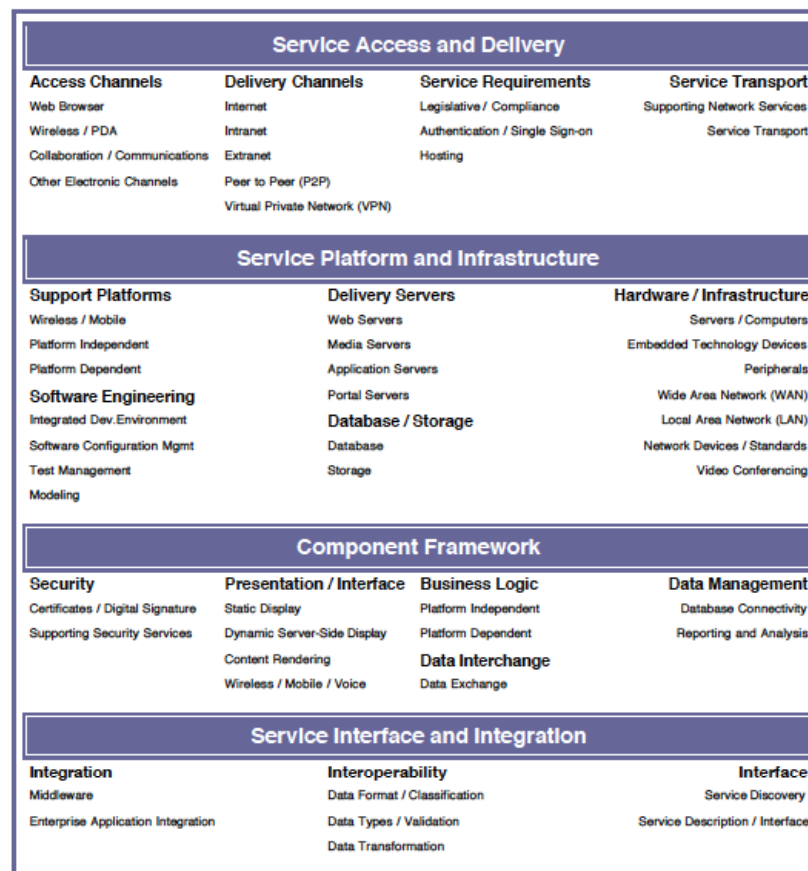 Service Access and Delivery
Access Channels
Web Browser
Wireless / PDA
Collaboration / Communications
Other Electronic Channels
Delivery Channels
Internet
Intranet
Extranet
Peer to Peer (P2P)
Virtual Private Network (VPN)
Service Requirements
Legislative / Compliance
Authentication / Single Sign-on
Hosting
Service Transport
Supporting Network Services
Service Transport
Service Platform and Infrastructure
Support Platforms
Wireless / Mobile
Platform Independent
Platform Dependent
Software Engineering
Integrated Dev.Environment
Software Configuration Mgmt
Test Management
Modeling
Delivery Servers
Web Servers
Media Servers
Application Servers
Portal Servers
Database / Storage
Database
Storage
Hardware / Infrastructure
Servers / Computers
Embedded Technology Devices
Peripherals
Wide Area Network (WAN)
Local Area Network (LAN)
Network Devices / Standards
Video Conferencing
Component Framework
Security
Certificates / Digital Signature
Supporting Security Services
Presentation / Interface
Static Display
Dynamic Server-Side Display
Content Rendering
Wireless / Mobile / Voice
Business Logic
Platform Independent
Platform Dependent
Data Interchange
Data Exchange
Data Management
Database Connectivity
Reporting and Analysis
Service Interface and Integration
Integration
Middleware
Enterprise Application Integration
Interoperability
Data Format / Classification
Data Types / Validation
Data Transformation
Interface
Service Discovery
Service Description / Interface